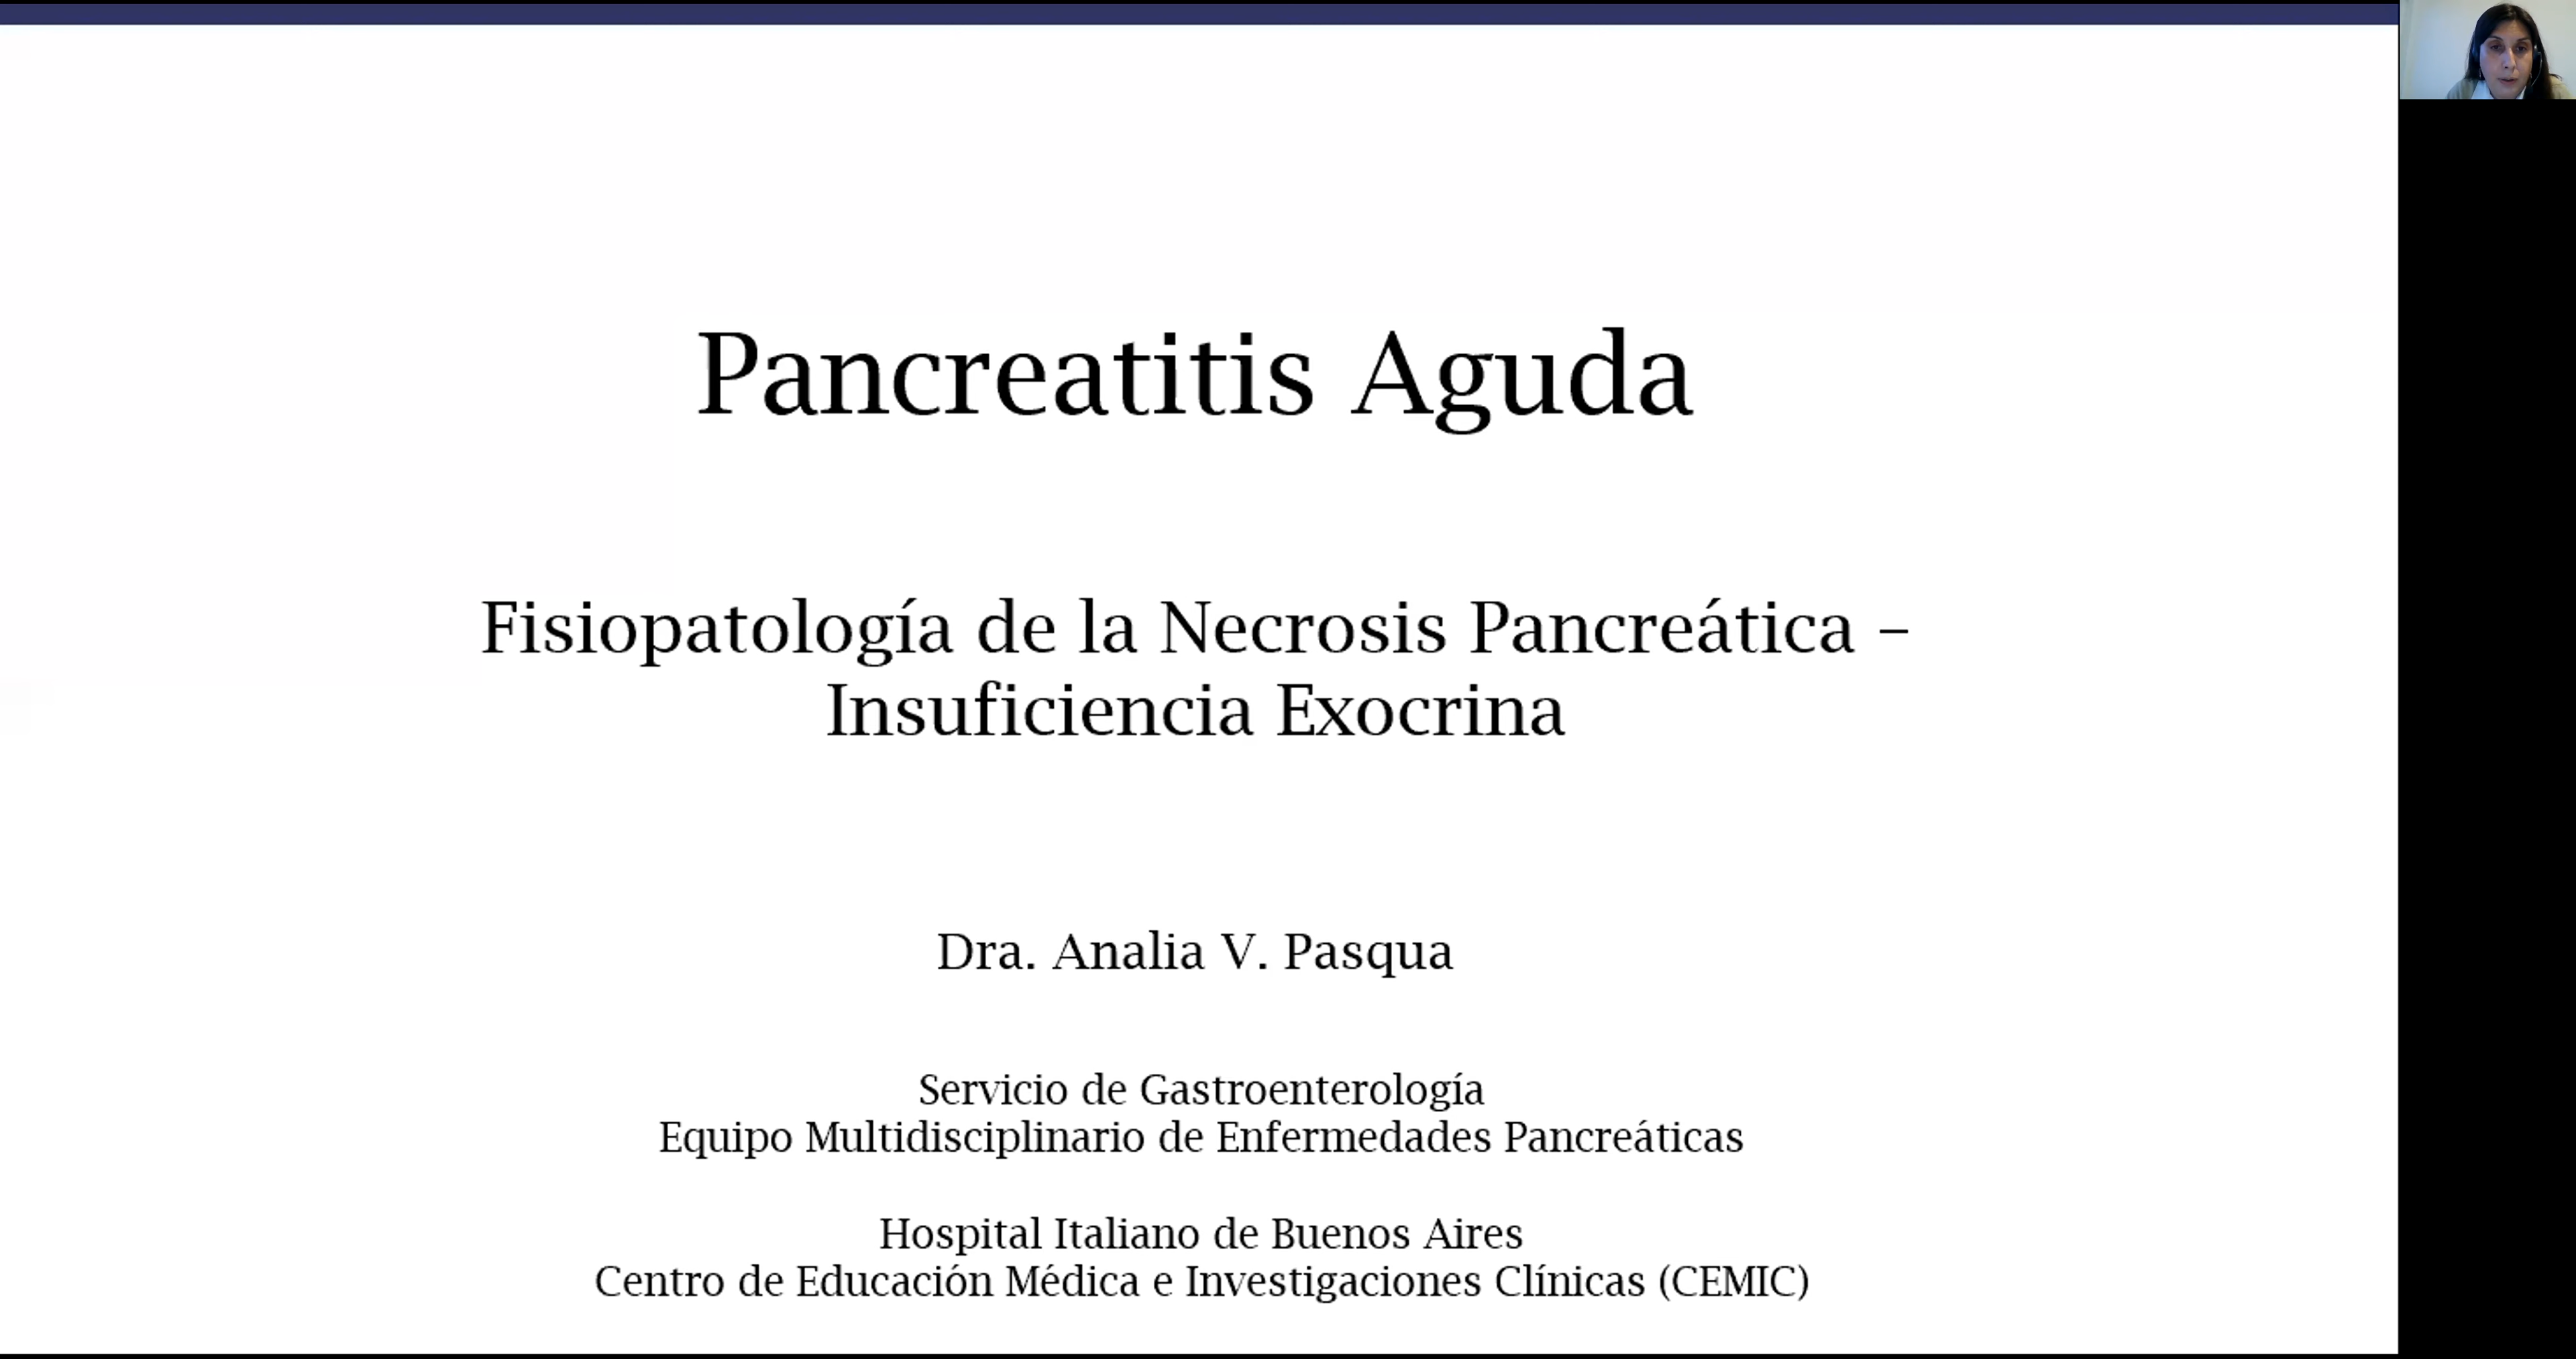 Pancreatitis Aguda
Fisiopatología de la Necrosis Pancreática –
Insuficiencia Exocrina
Dra. Analia V. Pasqua
Servicio de Gastroenterología
Equipo Multidisciplinario de Enfermedades Pancreáticas
Hospital Italiano de Buenos Aires
Centro de Educación Médica e Investigaciones Clínicas (CEMIC)